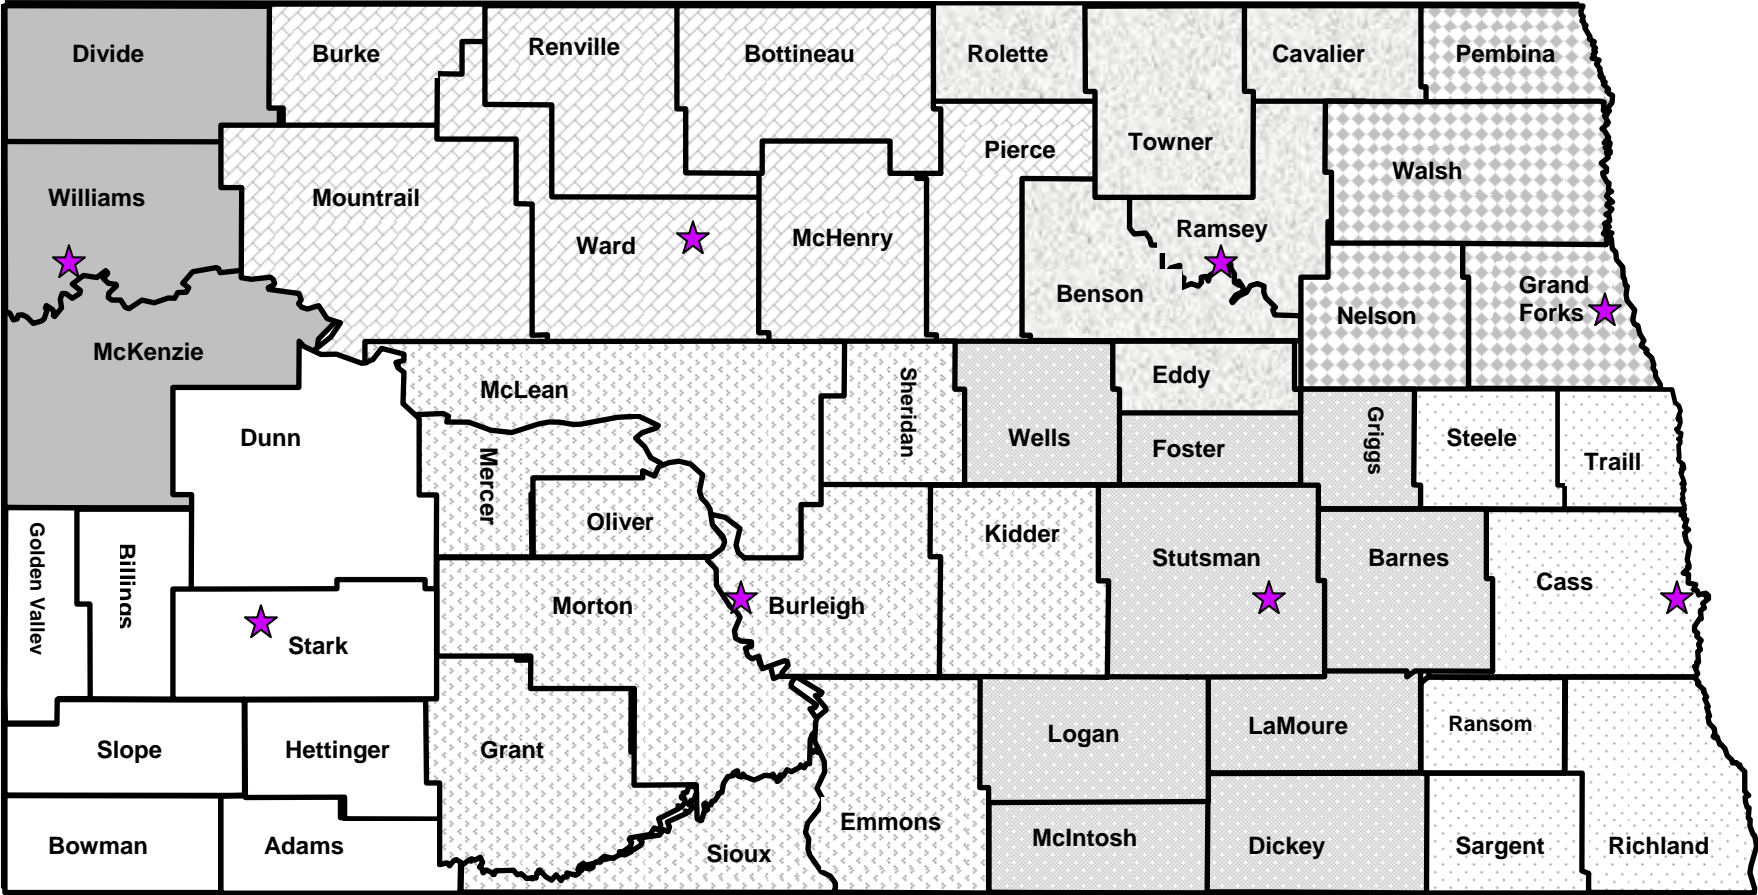 Divide
Burke
Renville
Bottineau
Rolette
Cavalier
Pembina
Towner
Pierce
Walsh
Williams
Mountrail
Ward
McHenry
Ramsey
Benson
Grand
Forks
Nelson
McKenzie
McLean
Sheridan
Eddy
Wells
Foster
Griggs
Steele
Traill
Dunn
Mercer
Oliver
Kidder
Stutsman
Barnes
Cass
Golden Valley
Billings
Stark
Morton
Burleigh
Slope
Hettinger
Grant
Logan
LaMoure
Ransom
Bowman
Adams
Sioux
Emmons
McIntosh
Dickey
Sargent
Richland